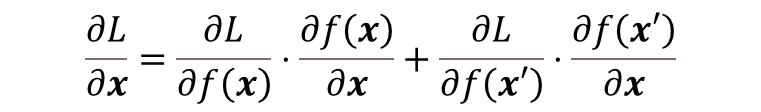 ∂L/∂x = ∂L/∂f(x) · ∂f(x)/∂x + ∂L/∂f(x′) · ∂f(x′)/∂x